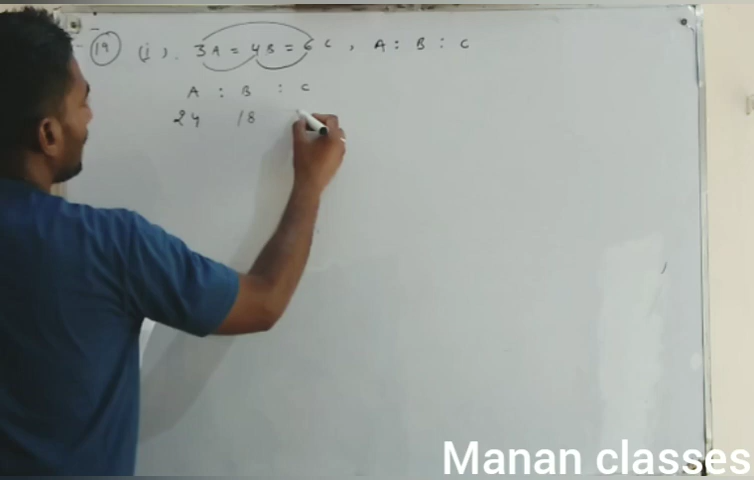 19 (i). 3A = 4B = 6C, A : B : C
A : B : C
24 18
Manan classes